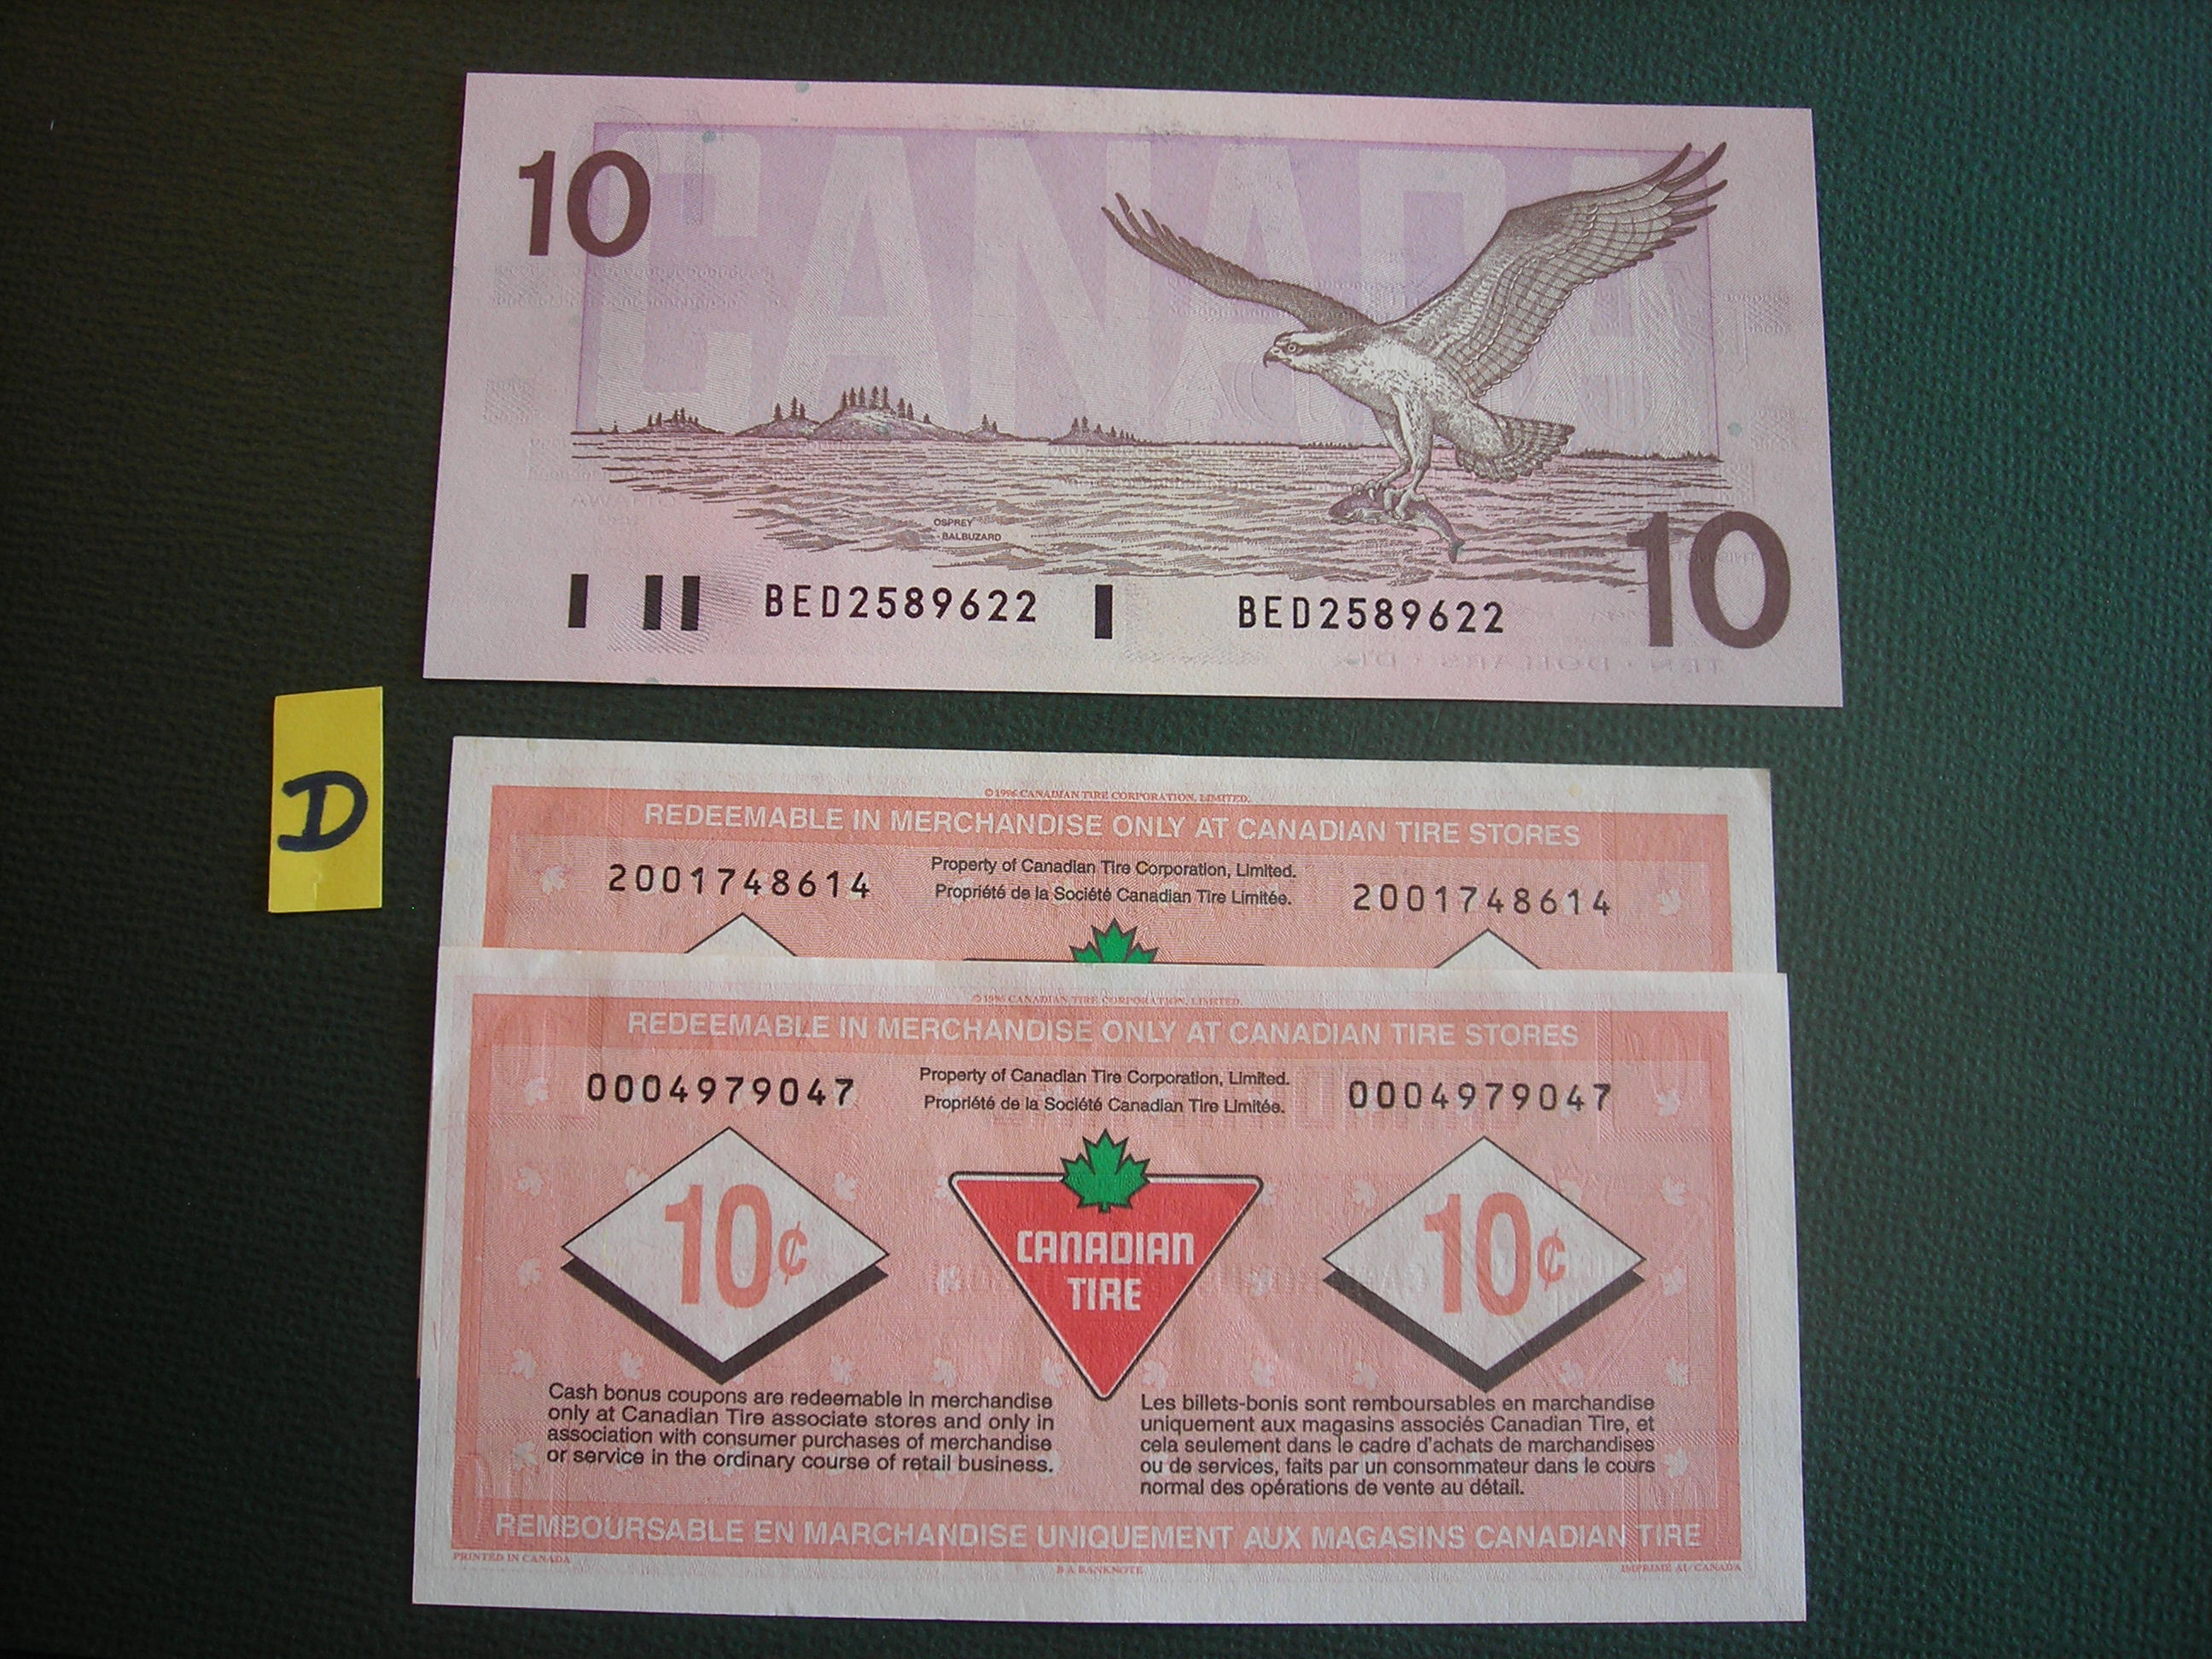 CANADA
10
OSPREY
BALBUZARD
BED2589622
BED2589622
10
D
©1996 CANADIAN TIRE CORPORATION, LIMITED.
REDEEMABLE IN MERCHANDISE ONLY AT CANADIAN TIRE STORES
2001748614
Property of Canadian Tire Corporation, Limited.
Propriété de la Société Canadian Tire Limitée.
2001748614
©1996 CANADIAN TIRE CORPORATION, LIMITED.
REDEEMABLE IN MERCHANDISE ONLY AT CANADIAN TIRE STORES
0004979047
Property of Canadian Tire Corporation, Limited.
Propriété de la Société Canadian Tire Limitée.
0004979047
10¢
CANADIAN
TIRE
10¢
Cash bonus coupons are redeemable in merchandise
only at Canadian Tire associate stores and only in
association with consumer purchases of merchandise
or service in the ordinary course of retail business.
Les billets-bonis sont remboursables en marchandise
uniquement aux magasins associés Canadian Tire, et
cela seulement dans le cadre d'achats de marchandises
ou de services, faits par un consommateur dans le cours
normal des opérations de vente au détail.
REMBOURSABLE EN MARCHANDISE UNIQUEMENT AUX MAGASINS CANADIAN TIRE
PRINTED IN CANADA
B A BANKNOTE
IMPRIMÉ AU CANADA